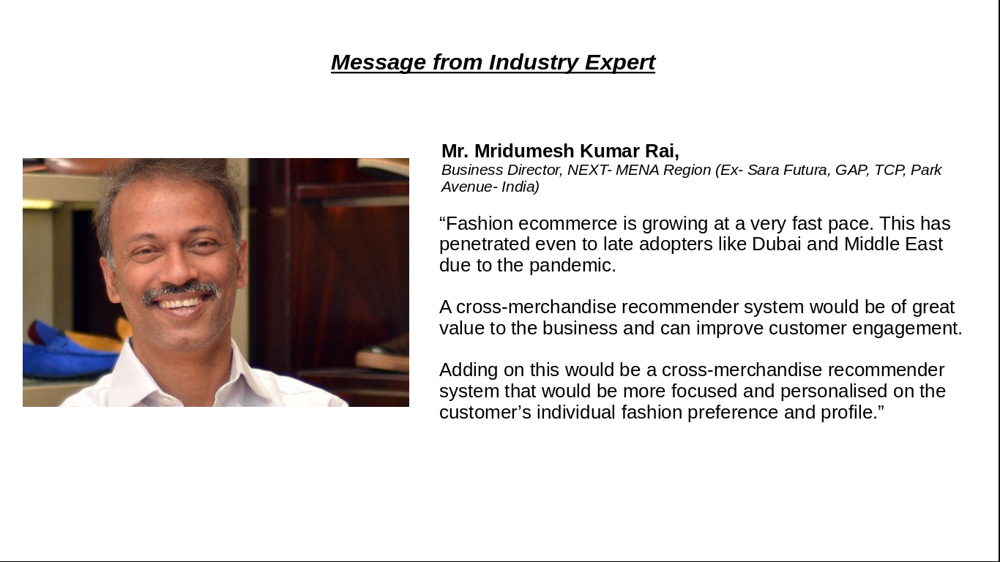 Message from Industry Expert
Mr. Mridumesh Kumar Rai,
Business Director, NEXT- MENA Region (Ex- Sara Futura, GAP, TCP, Park
Avenue- India)
“Fashion ecommerce is growing at a very fast pace. This has
penetrated even to late adopters like Dubai and Middle East
due to the pandemic.
A cross-merchandise recommender system would be of great
value to the business and can improve customer engagement.
Adding on this would be a cross-merchandise recommender
system that would be more focused and personalised on the
customer’s individual fashion preference and profile.”